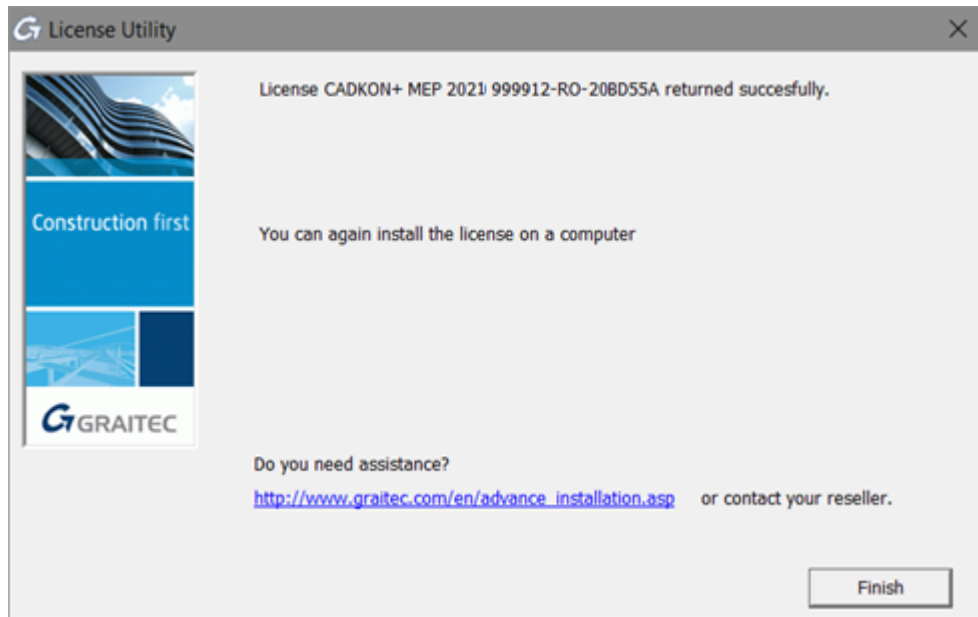 License Utility
License CADKON+ MEP 2021 999912-RO-20BD55A returned succesfully.
Construction first
You can again install the license on a computer
GRAITEC
Do you need assistance?
http://www.graitec.com/en/advance_installation.asp or contact your reseller.
Finish